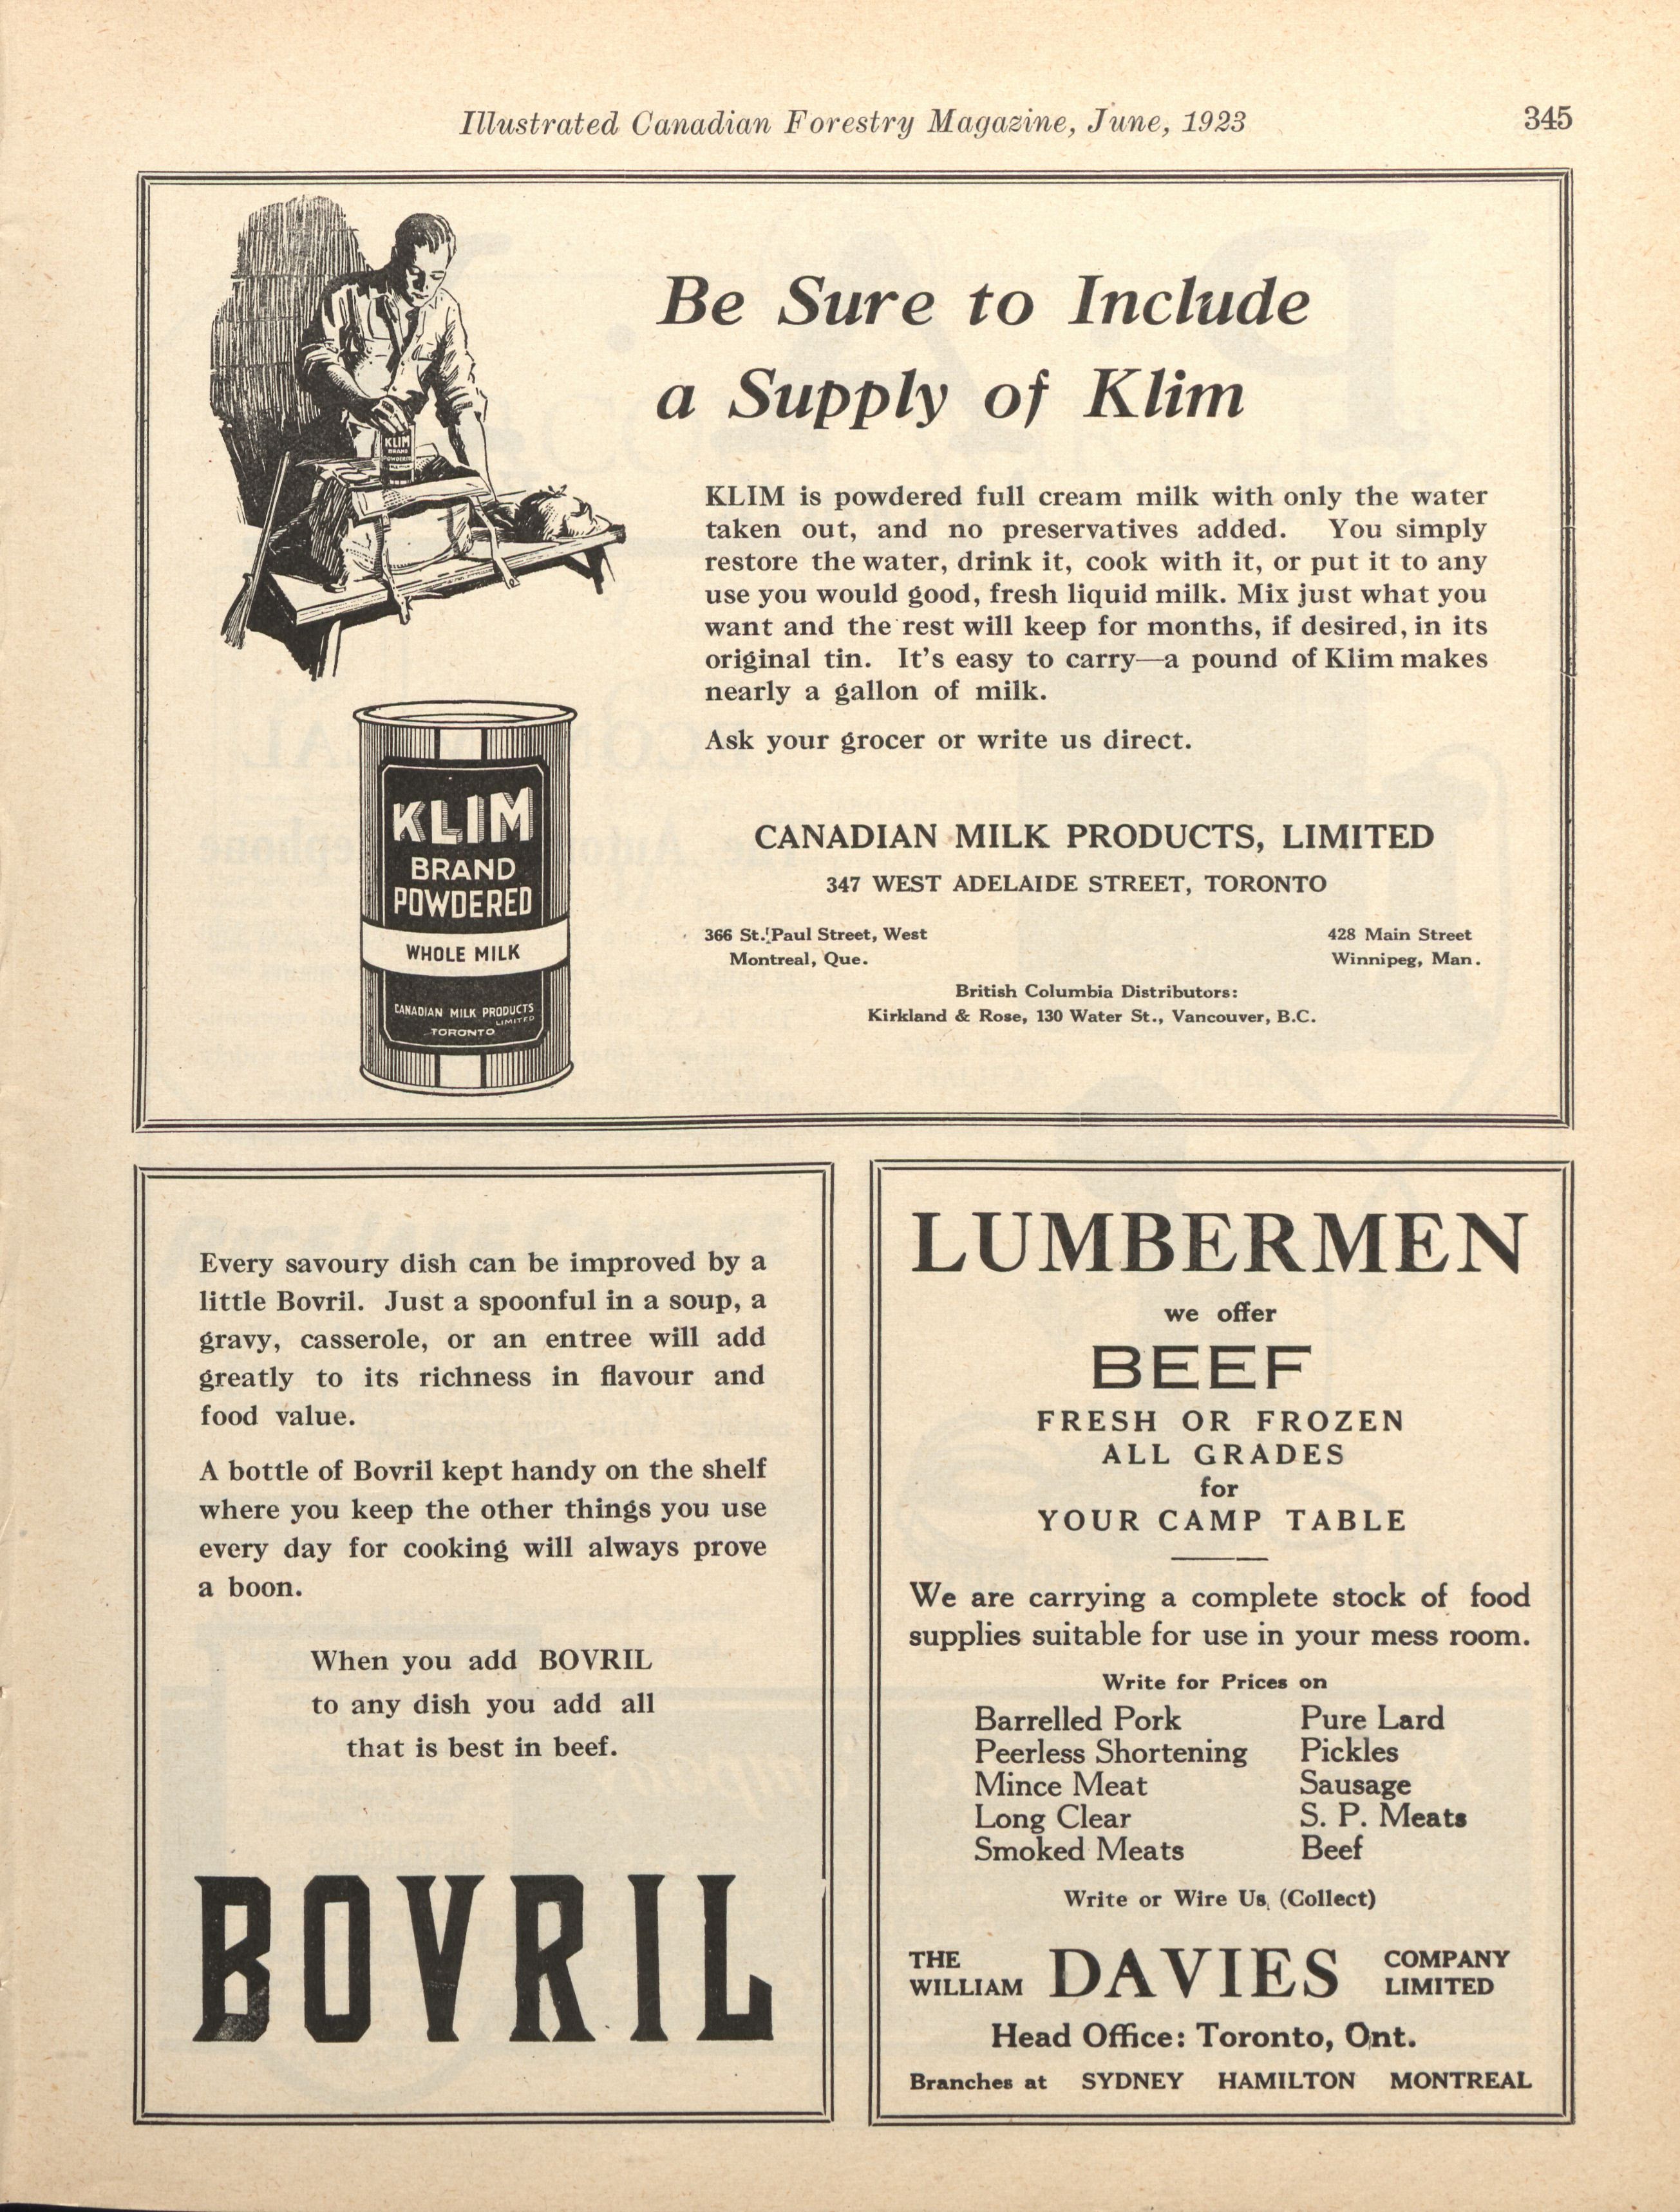 Illustrated Canadian Forestry Magazine, June, 1923
345
Be Sure to Include
a Supply of Klim
KLIM
BRAND
POWDERED
KLIM is powdered full cream milk with only the water
taken out, and no preservatives added. You simply
restore the water, drink it, cook with it, or put it to any
use you would good, fresh liquid milk. Mix just what you
want and the rest will keep for months, if desired, in its
original tin. It's easy to carry—a pound of Klim makes
nearly a gallon of milk.
Ask your grocer or write us direct.
KLIM
BRAND
POWDERED
WHOLE MILK
CANADIAN MILK PRODUCTS
LIMITED
TORONTO
CANADIAN MILK PRODUCTS, LIMITED
347 WEST ADELAIDE STREET, TORONTO
366 St. Paul Street, West
Montreal, Que.
428 Main Street
Winnipeg, Man.
British Columbia Distributors:
Kirkland & Rose, 130 Water St., Vancouver, B.C.
Every savoury dish can be improved by a
little Bovril. Just a spoonful in a soup, a
gravy, casserole, or an entree will add
greatly to its richness in flavour and
food value.
A bottle of Bovril kept handy on the shelf
where you keep the other things you use
every day for cooking will always prove
a boon.
When you add BOVRIL
to any dish you add all
that is best in beef.
BOVRIL
LUMBERMEN
we offer
BEEF
FRESH OR FROZEN
ALL GRADES
for
YOUR CAMP TABLE
We are carrying a complete stock of food
supplies suitable for use in your mess room.
Write for Prices on
Barrelled Pork
Peerless Shortening
Mince Meat
Long Clear
Smoked Meats
Pure Lard
Pickles
Sausage
S. P. Meats
Beef
Write or Wire Us (Collect)
THE WILLIAM DAVIES COMPANY LIMITED
Head Office: Toronto, Ont.
Branches at SYDNEY HAMILTON MONTREAL